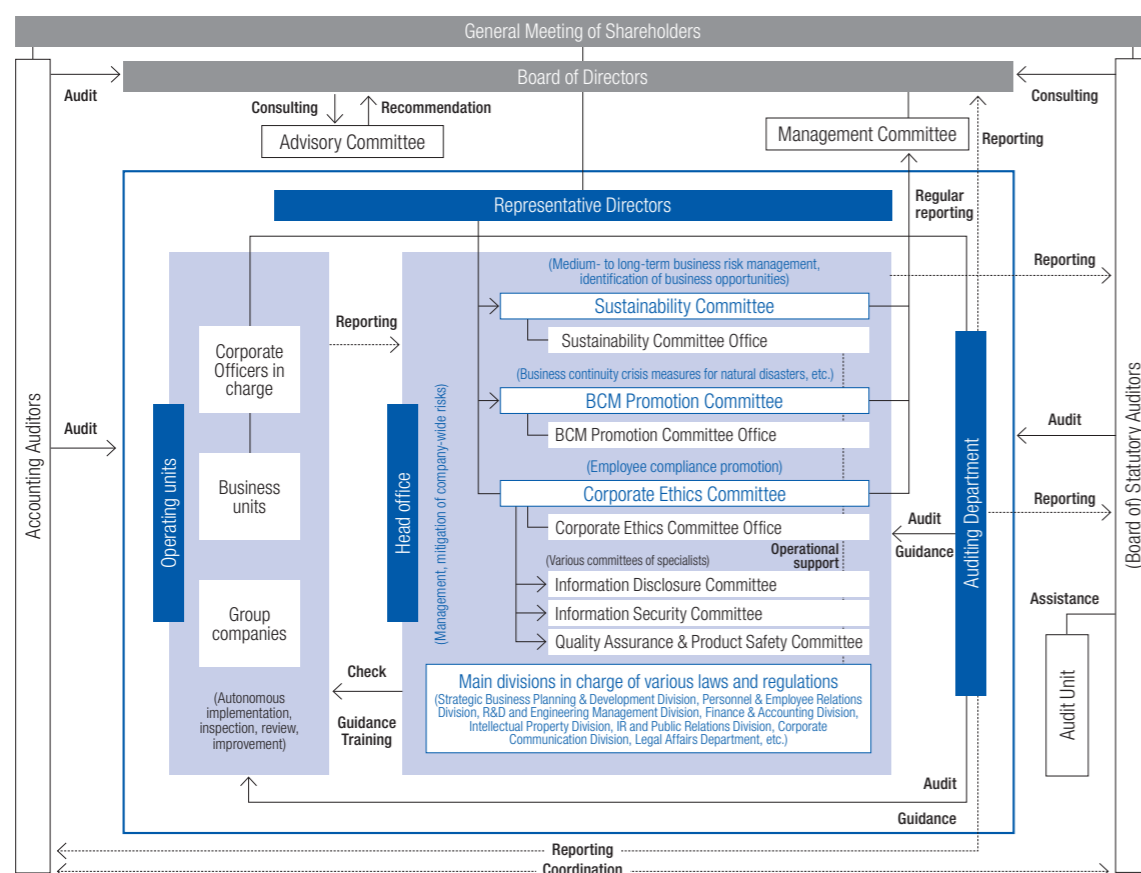 General Meeting of Shareholders
Board of Directors
Audit
Consulting
Recommendation
Consulting
Advisory Committee
Management Committee
Reporting
Representative Directors
Regular
reporting
(Medium- to long-term business risk management,
identification of business opportunities)
Reporting
Sustainability Committee
Reporting
Sustainability Committee Office
Corporate
Officers in
charge
(Business continuity crisis measures for natural disasters, etc.)
BCM Promotion Committee
BCM Promotion Committee Office
Audit
Audit
Accounting Auditors
Operating units
Business
units
Head office
(Management, mitigation of company-wide risks)
(Employee compliance promotion)
Corporate Ethics Committee
Corporate Ethics Committee Office
Reporting
Audit
Guidance
Auditing Department
(Board of) Statutory Auditors
(Various committees of specialists)
Operational
support
Information Disclosure Committee
Information Security Committee
Quality Assurance & Product Safety Committee
Group
companies
Assistance
Audit Unit
Check
Guidance
Training
Main divisions in charge of various laws and regulations
(Strategic Business Planning & Development Division, Personnel & Employee Relations
Division, R&D and Engineering Management Division, Finance & Accounting Division,
Intellectual Property Division, IR and Public Relations Division, Corporate
Communication Division, Legal Affairs Department, etc.)
(Autonomous
implementation,
inspection, review,
improvement)
Audit
Guidance
Reporting
Coordination